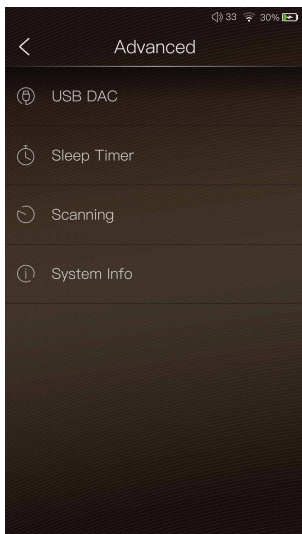 33 30%
Advanced
USB DAC
Sleep Timer
Scanning
System Info